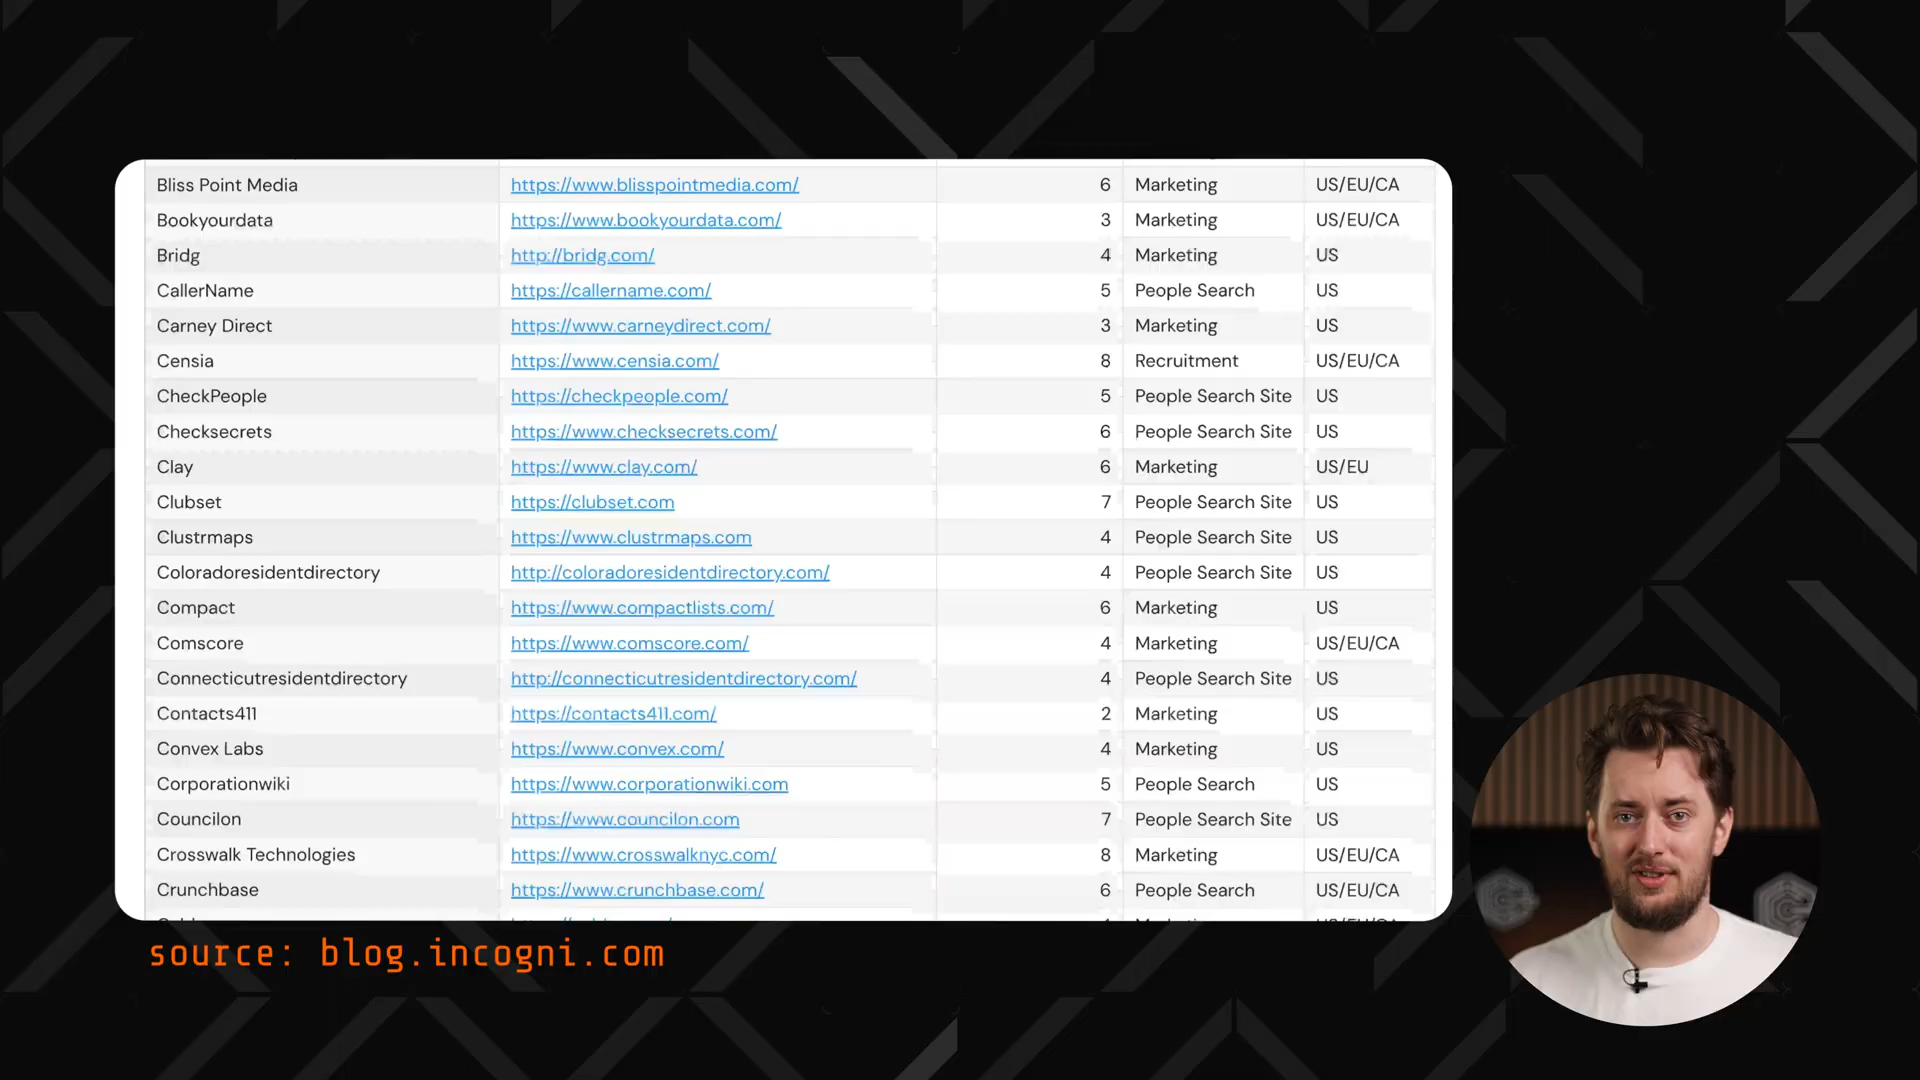 Bliss Point Media https://www.blisspointmedia.com/ 6 Marketing US/EU/CA
Bookyourdata https://www.bookyourdata.com/ 3 Marketing US/EU/CA
Bridg http://bridg.com/ 4 Marketing US
CallerName https://callername.com/ 5 People Search US
Carney Direct https://www.carneydirect.com/ 3 Marketing US
Censia https://www.censia.com/ 8 Recruitment US/EU/CA
CheckPeople https://checkpeople.com/ 5 People Search Site US
Checksecrets https://www.checksecrets.com/ 6 People Search Site US
Clay https://www.clay.com/ 6 Marketing US/EU
Clubset https://clubset.com 7 People Search Site US
Clustrmaps https://www.clustrmaps.com 4 People Search Site US
Coloradoresidentdirectory http://coloradoresidentdirectory.com/ 4 People Search Site US
Compact https://www.compactlists.com/ 6 Marketing US
Comscore https://www.comscore.com/ 4 Marketing US/EU/CA
Connecticutresidentdirectory http://connecticutresidentdirectory.com/ 4 People Search Site US
Contacts411 https://contacts411.com/ 2 Marketing US
Convex Labs https://www.convex.com/ 4 Marketing US
Corporationwiki https://www.corporationwiki.com 5 People Search US
Councilon https://www.councilon.com 7 People Search Site US
Crosswalk Technologies https://www.crosswalknyc.com/ 8 Marketing US/EU/CA
Crunchbase https://www.crunchbase.com/ 6 People Search US/EU/CA
source: blog.incogni.com